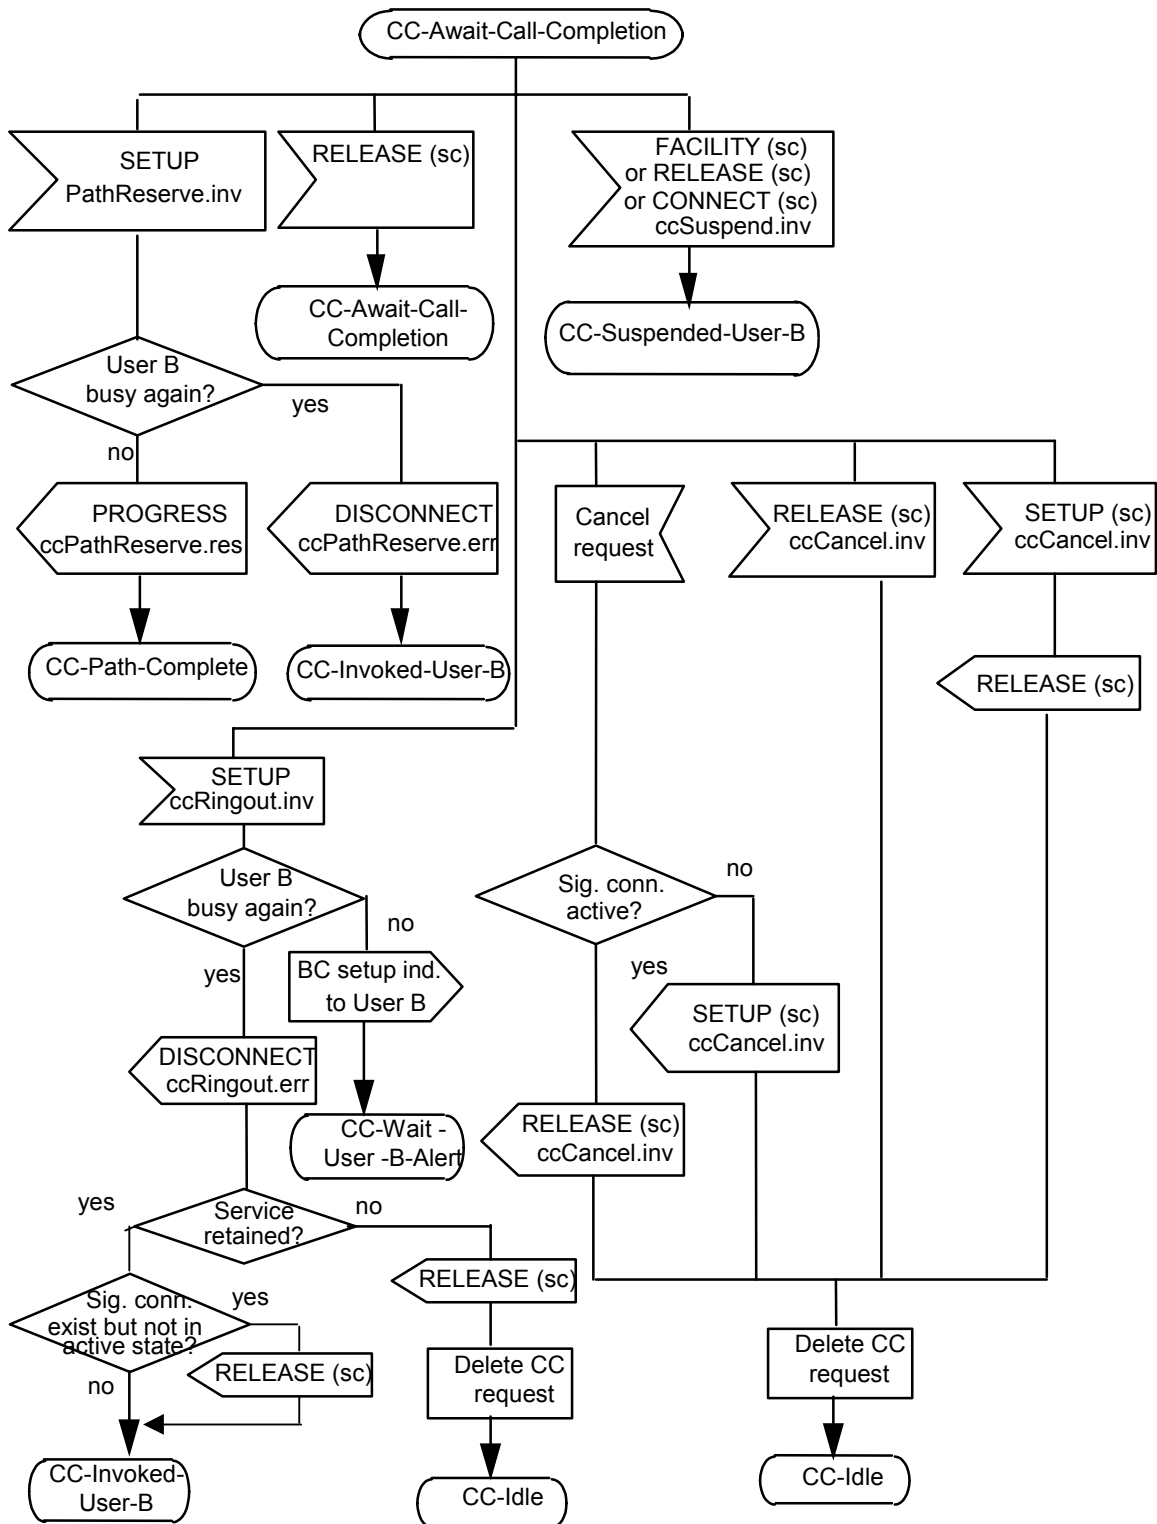 CC-Await-Call-Completion
SETUP
PathReserve.inv
RELEASE (sc)
FACILITY (sc)
or RELEASE (sc)
or CONNECT (sc)
ccSuspend.inv
CC-Await-Call-
Completion
CC-Suspended-User-B
User B
busy again?
yes
no
PROGRESS
ccPathReserve.res
DISCONNECT
ccPathReserve.err
Cancel
request
RELEASE (sc)
ccCancel.inv
SETUP (sc)
ccCancel.inv
CC-Path-Complete
CC-Invoked-User-B
RELEASE (sc)
SETUP
ccRingout.inv
User B
busy again?
no
yes
Sig. conn.
active?
no
yes
BC setup ind.
to User B
SETUP (sc)
ccCancel.inv
DISCONNECT
ccRingout.err
CC-Wait -
User -B-Alert
RELEASE (sc)
ccCancel.inv
yes
Service
retained?
no
RELEASE (sc)
Sig. conn.
exist but not in
active state?
yes
RELEASE (sc)
no
Delete CC
request
Delete CC
request
CC-Invoked-
User-B
CC-Idle
CC-Idle